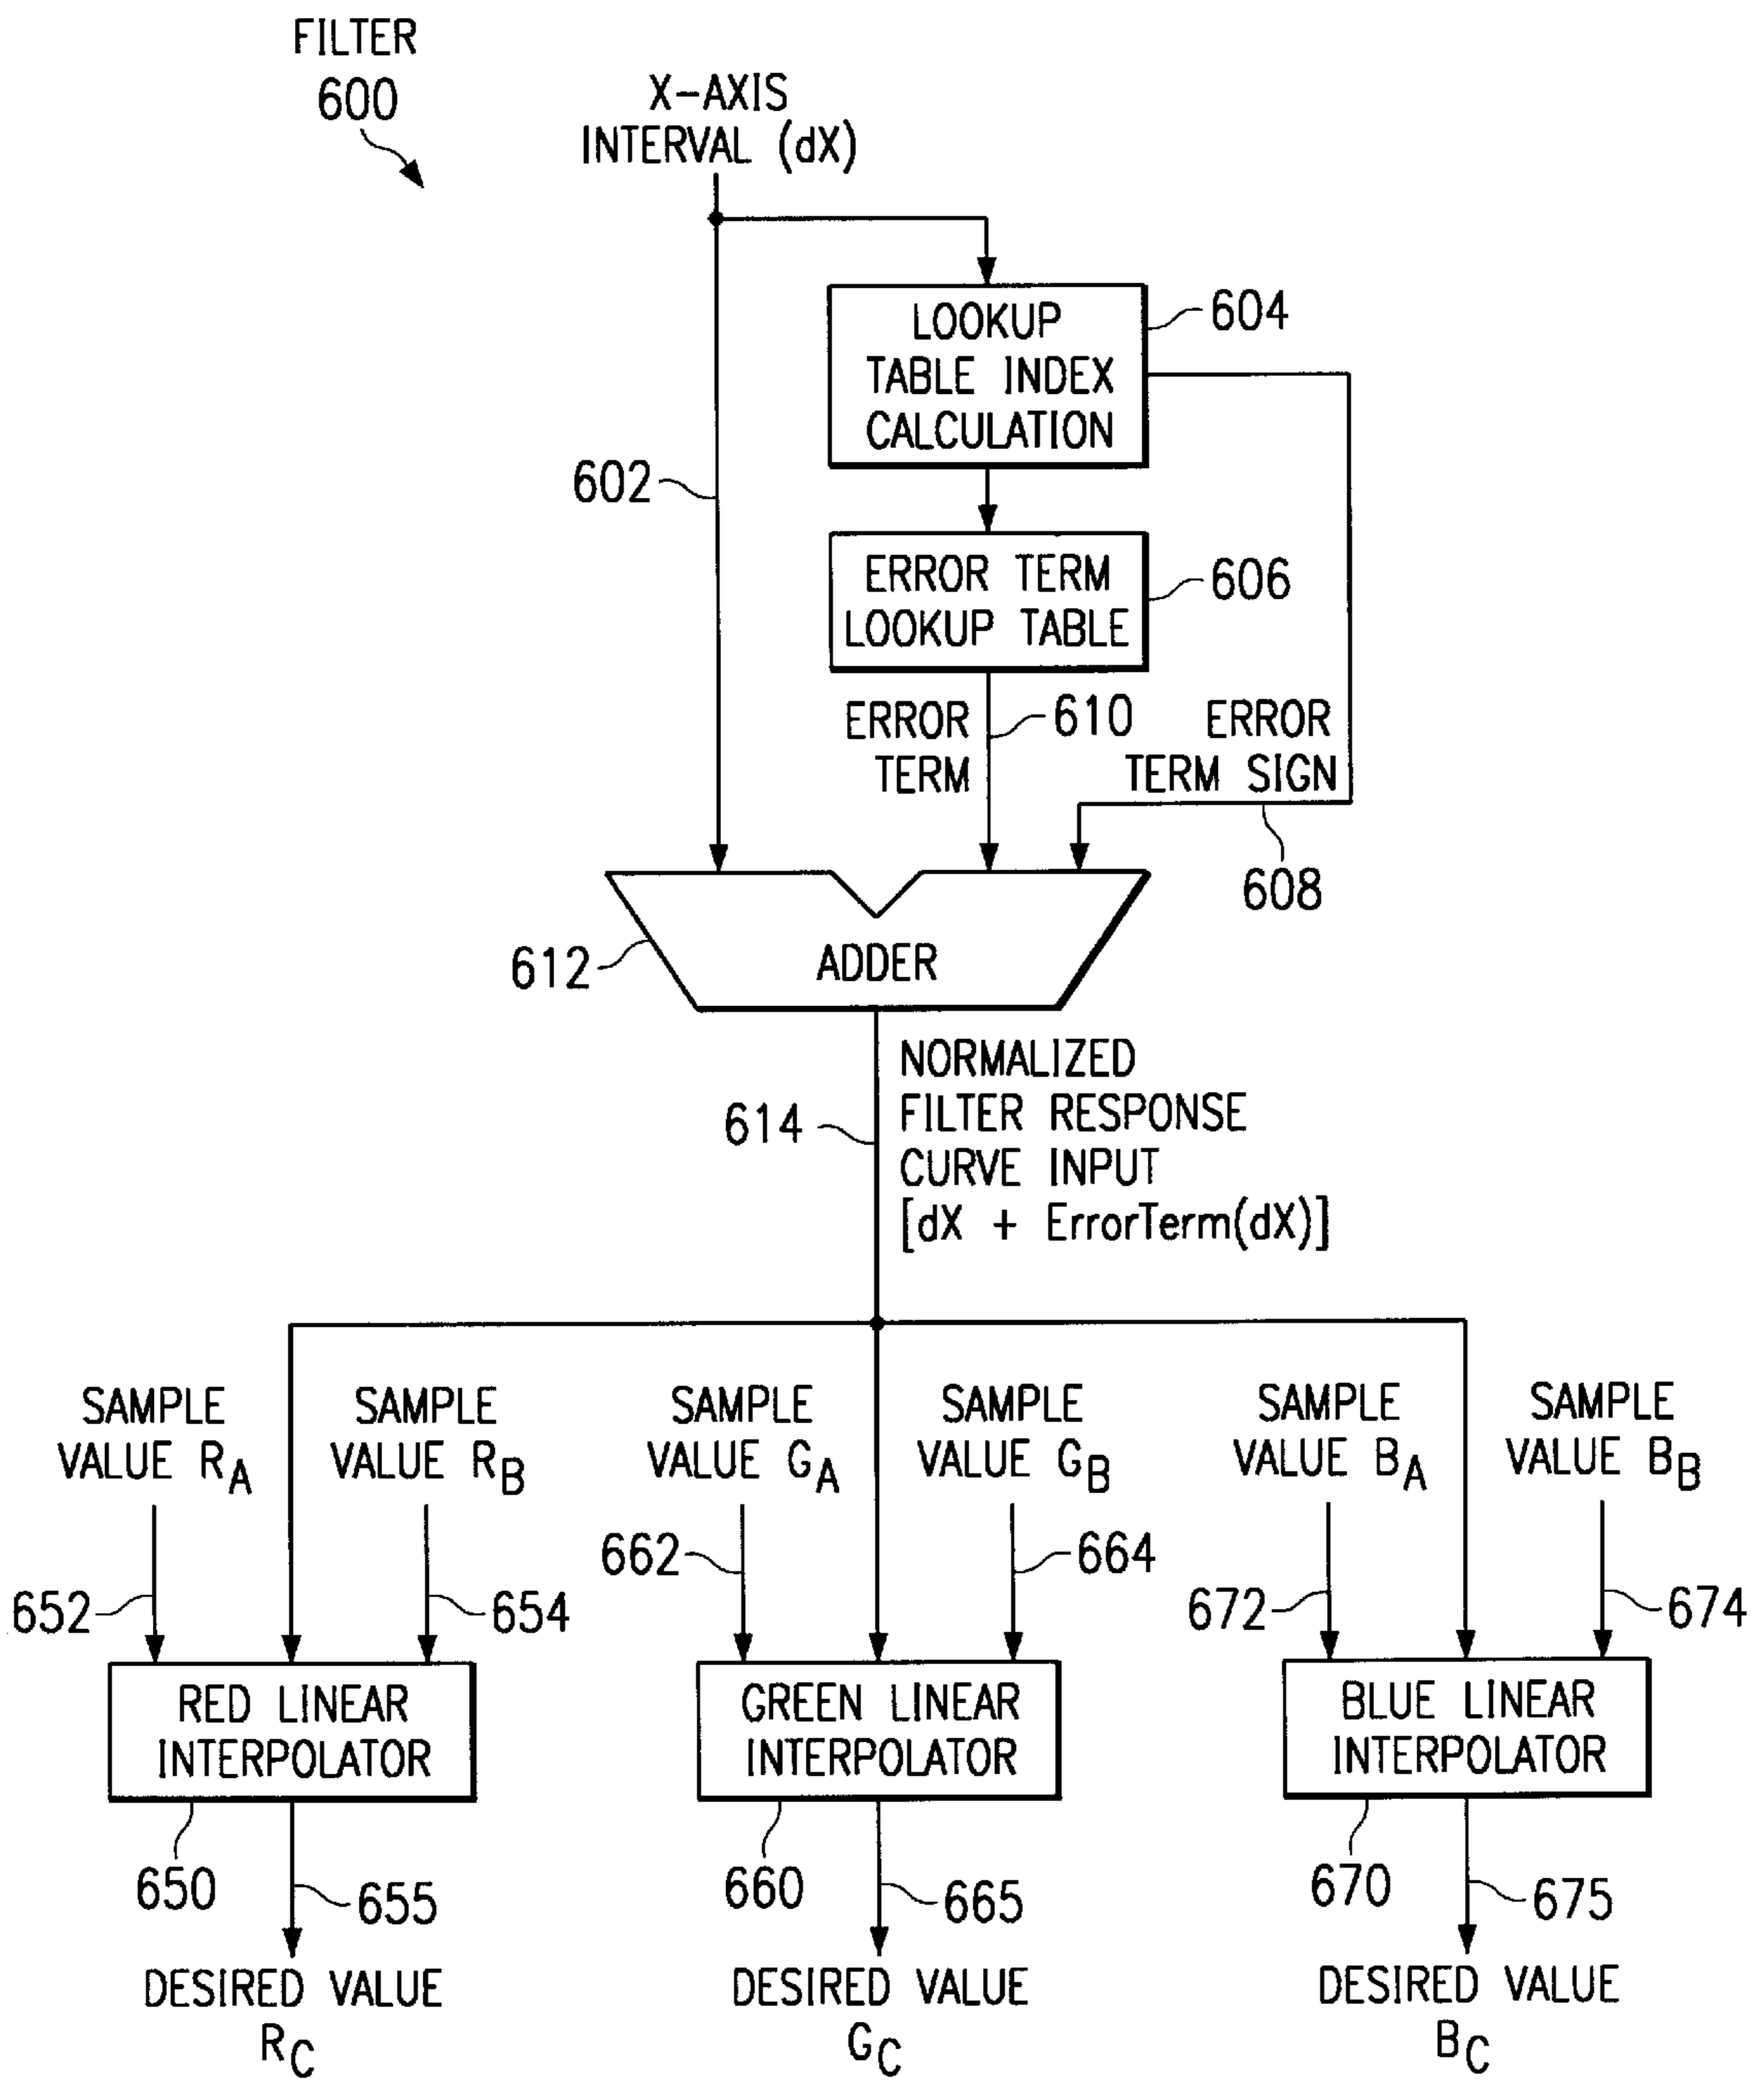 FILTER
600
X-AXIS
INTERVAL (dX)
LOOKUP
TABLE INDEX
CALCULATION
604
602
ERROR TERM
LOOKUP TABLE
606
ERROR
TERM
610
ERROR
TERM SIGN
608
612
ADDER
614
NORMALIZED
FILTER RESPONSE
CURVE INPUT
[dX + ErrorTerm(dX)]
SAMPLE
VALUE RA
SAMPLE
VALUE RB
SAMPLE
VALUE GA
SAMPLE
VALUE GB
SAMPLE
VALUE BA
SAMPLE
VALUE BB
652
654
662
664
672
674
RED LINEAR
INTERPOLATOR
GREEN LINEAR
INTERPOLATOR
BLUE LINEAR
INTERPOLATOR
650
655
660
665
670
675
DESIRED VALUE
RC
DESIRED VALUE
GC
DESIRED VALUE
BC